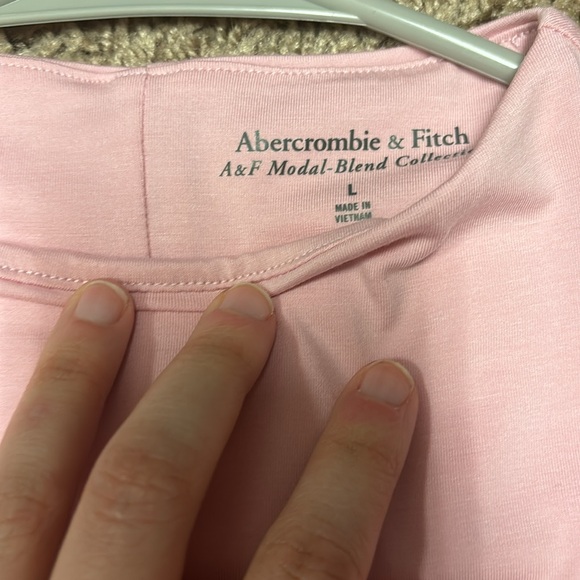 Abercrombie & Fitch
A&F Modal-Blend
L
MADE IN
VIETNAM